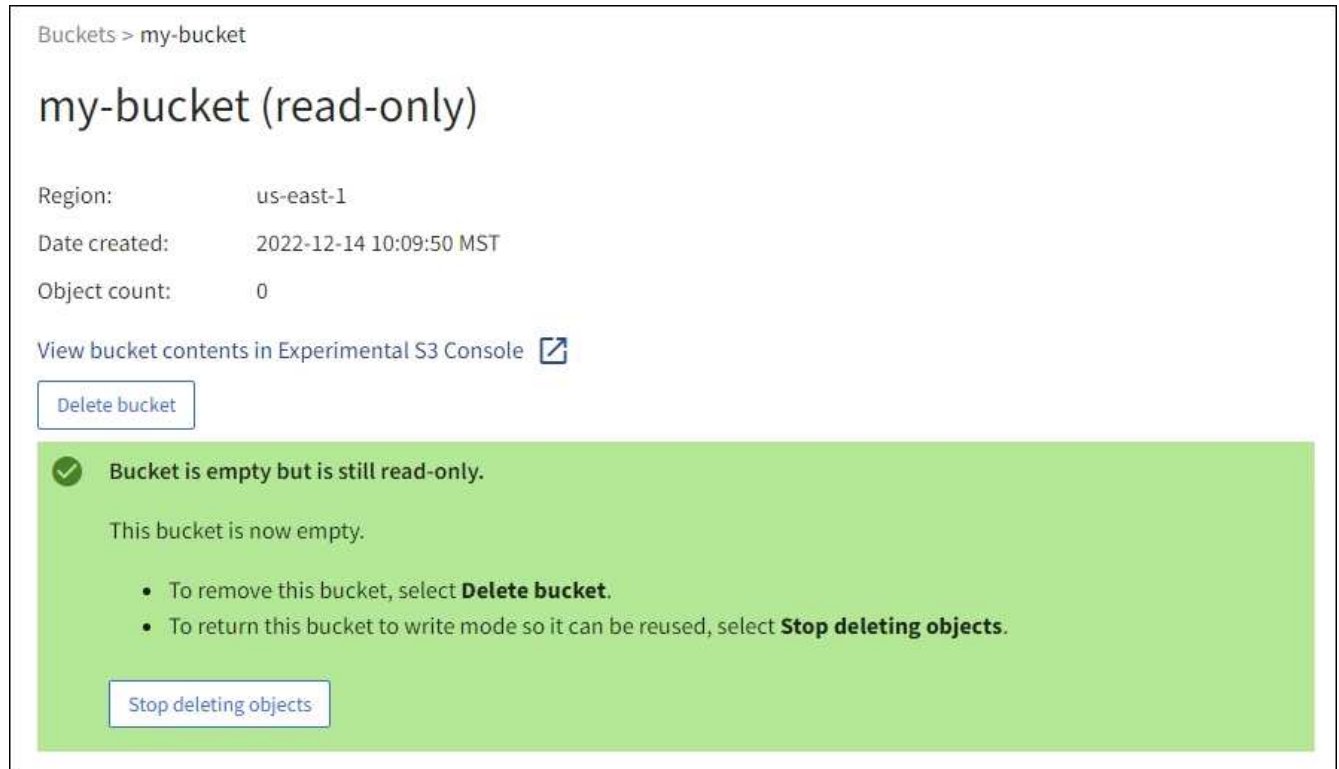 Buckets > my-bucket
my-bucket (read-only)
Region: us-east-1
Date created: 2022-12-14 10:09:50 MST
Object count: 0
View bucket contents in Experimental S3 Console
Delete bucket
Bucket is empty but is still read-only.
This bucket is now empty.
• To remove this bucket, select Delete bucket.
• To return this bucket to write mode so it can be reused, select Stop deleting objects.
Stop deleting objects